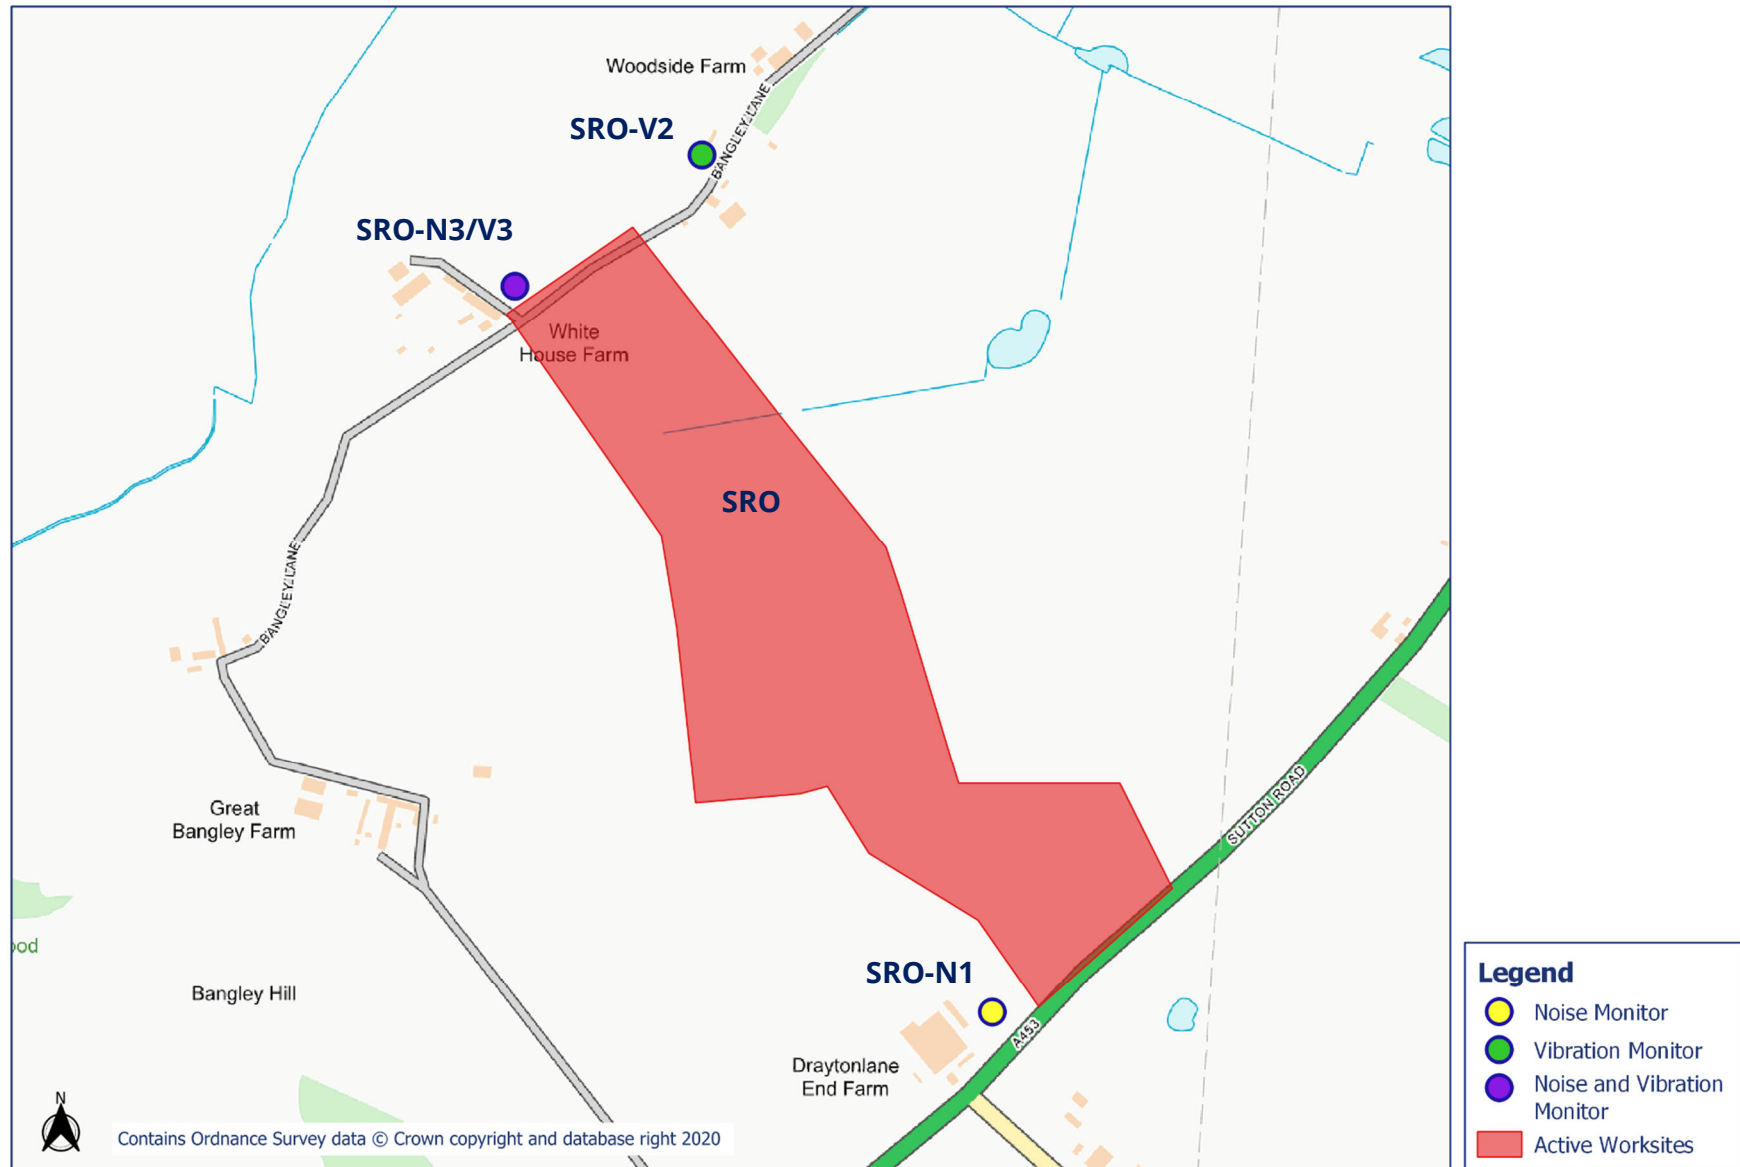 Woodside Farm
BANGLEY LANE
SRO-V2
SRO-N3/V3
White
House Farm
SRO
BANGLEY LANE
SUTTON ROAD
Great
Bangley Farm
ood
Bangley Hill
SRO-N1
A453
Draytonlane
End Farm
N
Contains Ordnance Survey data © Crown copyright and database right 2020
Legend
Noise Monitor
Vibration Monitor
Noise and Vibration
Monitor
Active Worksites